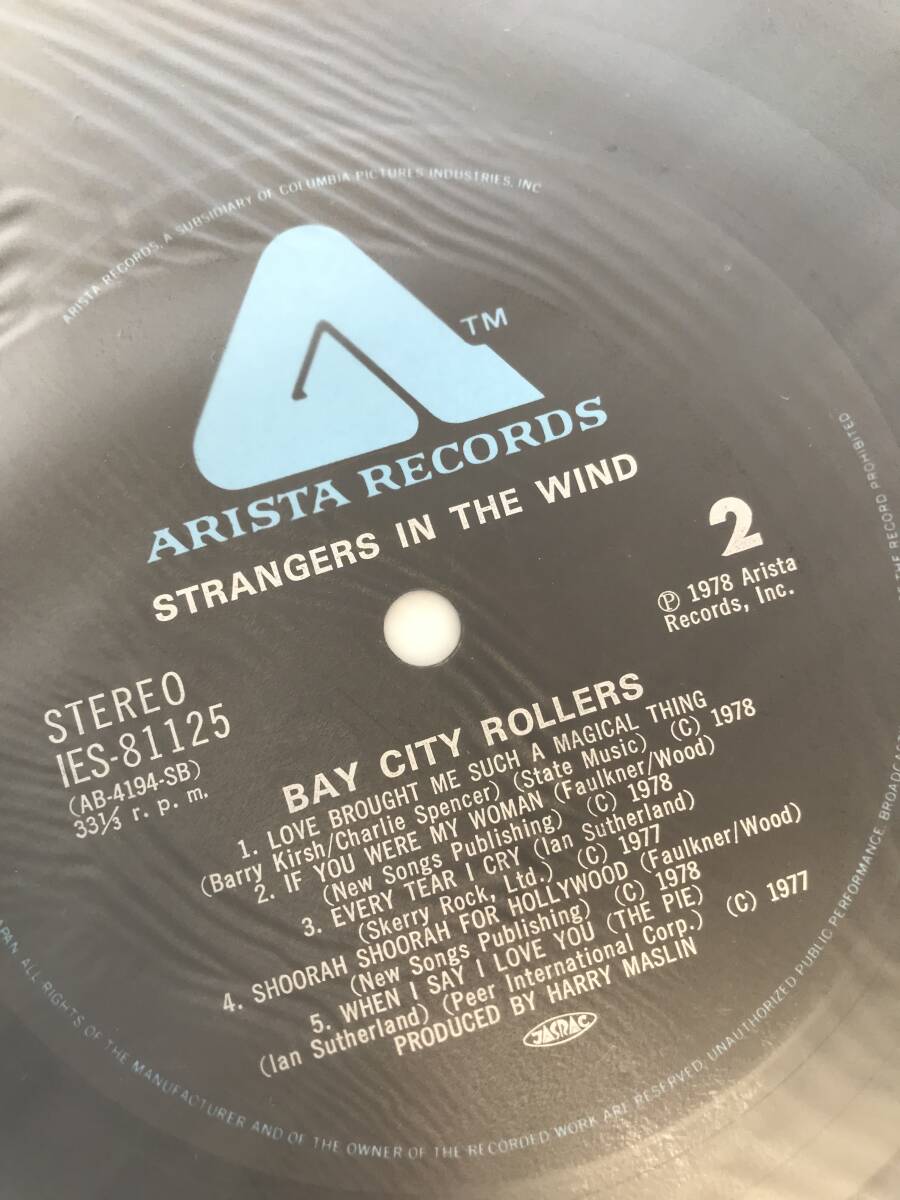 ARISTA RECORDS, A SUBSIDIARY OF COLUMBIA PICTURES INDUSTRIES, INC
TM
ARISTA RECORDS
STRANGERS IN THE WIND
2
Ⓟ 1978 Arista
Records, Inc.
STEREO
IES-81125
(AB-4194-SB)
33⅓ r. p. m.
BAY CITY ROLLERS
1. LOVE BROUGHT ME SUCH A MAGICAL THING
(Barry Kirsh/Charlie Spencer) (State Music) (C) 1978
2. IF YOU WERE MY WOMAN (Faulkner/Wood)
(New Songs Publishing) (C) 1978
3. EVERY TEAR I CRY (Ian Sutherland)
(Skerry Rock, Ltd.) (C) 1977
4. SHOORAH SHOORAH FOR HOLLYWOOD (Faulkner/Wood)
(New Songs Publishing) (C) 1978
5. WHEN I SAY I LOVE YOU (THE PIE)
(Ian Sutherland) (Peer International Corp.) (C) 1977
PRODUCED BY HARRY MASLIN
JASRAC
ALL RIGHTS OF THE MANUFACTURER AND OF THE OWNER OF THE RECORDED WORK ARE RESERVED. UNAUTHORIZED PUBLIC PERFORMANCE, BROADCAST
THE RECORD PROHIBITED